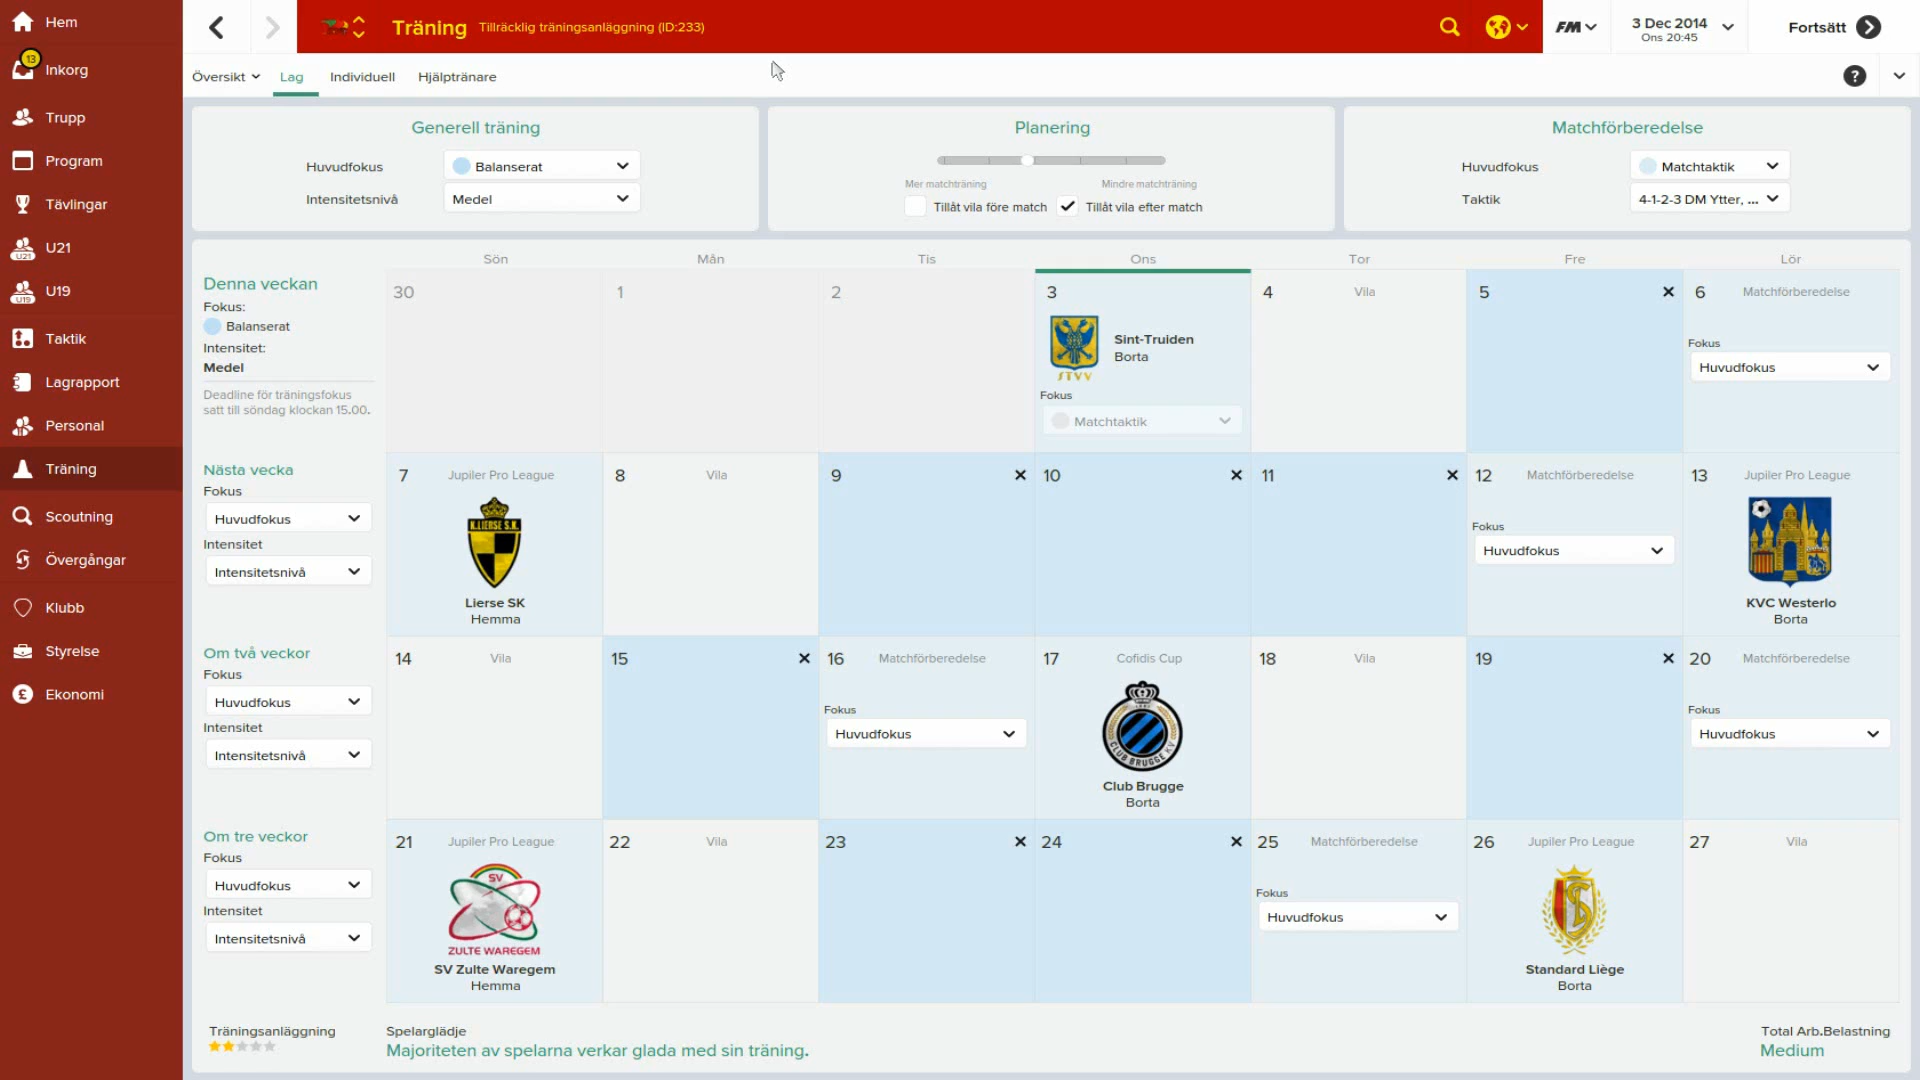 Hem
13
Inkorg
Trupp
Program
Tävlingar
U21
U21
U19
U19
Taktik
Lagrapport
Personal
Träning
Scoutning
Övergångar
Klubb
Styrelse
Ekonomi
Träning
Tillräcklig träningsanläggning (ID:233)
FM
3 Dec 2014
Ons 20:45
Fortsätt
Översikt
Lag
Individuell
Hjälptränare
?
Generell träning
Huvudfokus
Balanserat
Intensitetsnivå
Medel
Planering
Mer matchträning
Mindre matchträning
Tillåt vila före match
Tillåt vila efter match
Matchförberedelse
Huvudfokus
Matchtaktik
Taktik
4-1-2-3 DM Ytter, ...
Sön
Mån
Tis
Ons
Tor
Fre
Lör
Denna veckan
Fokus:
Balanserat
Intensitet:
Medel
Deadline för träningsfokus
satt till söndag klockan 15.00.
30
1
2
3
STVV
Sint-Truiden
Borta
Fokus
Matchtaktik
4
Vila
5
6
Matchförberedelse
Fokus
Huvudfokus
Nästa vecka
Fokus
Huvudfokus
Intensitet
Intensitetsnivå
7
Jupiler Pro League
K.LIERSE S.K.
Lierse SK
Hemma
8
Vila
9
10
11
12
Matchförberedelse
Fokus
Huvudfokus
13
Jupiler Pro League
KVC Westerlo
Borta
Om två veckor
Fokus
Huvudfokus
Intensitet
Intensitetsnivå
14
Vila
15
16
Matchförberedelse
Fokus
Huvudfokus
17
Cofidis Cup
CLUB BRUGGE KV
Club Brugge
Borta
18
Vila
19
20
Matchförberedelse
Fokus
Huvudfokus
Om tre veckor
Fokus
Huvudfokus
Intensitet
Intensitetsnivå
21
Jupiler Pro League
SV
ZULTE WAREGEM
SV Zulte Waregem
Hemma
22
Vila
23
24
25
Matchförberedelse
Fokus
Huvudfokus
26
Jupiler Pro League
Standard Liège
Borta
27
Vila
Träningsanläggning
Spelarglädje
Majoriteten av spelarna verkar glada med sin träning.
Total Arb.Belastning
Medium